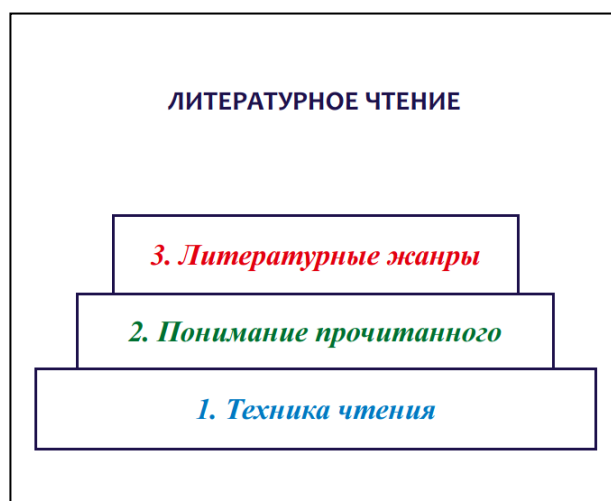 ЛИТЕРАТУРНОЕ ЧТЕНИЕ
3. Литературные жанры
2. Понимание прочитанного
1. Техника чтения